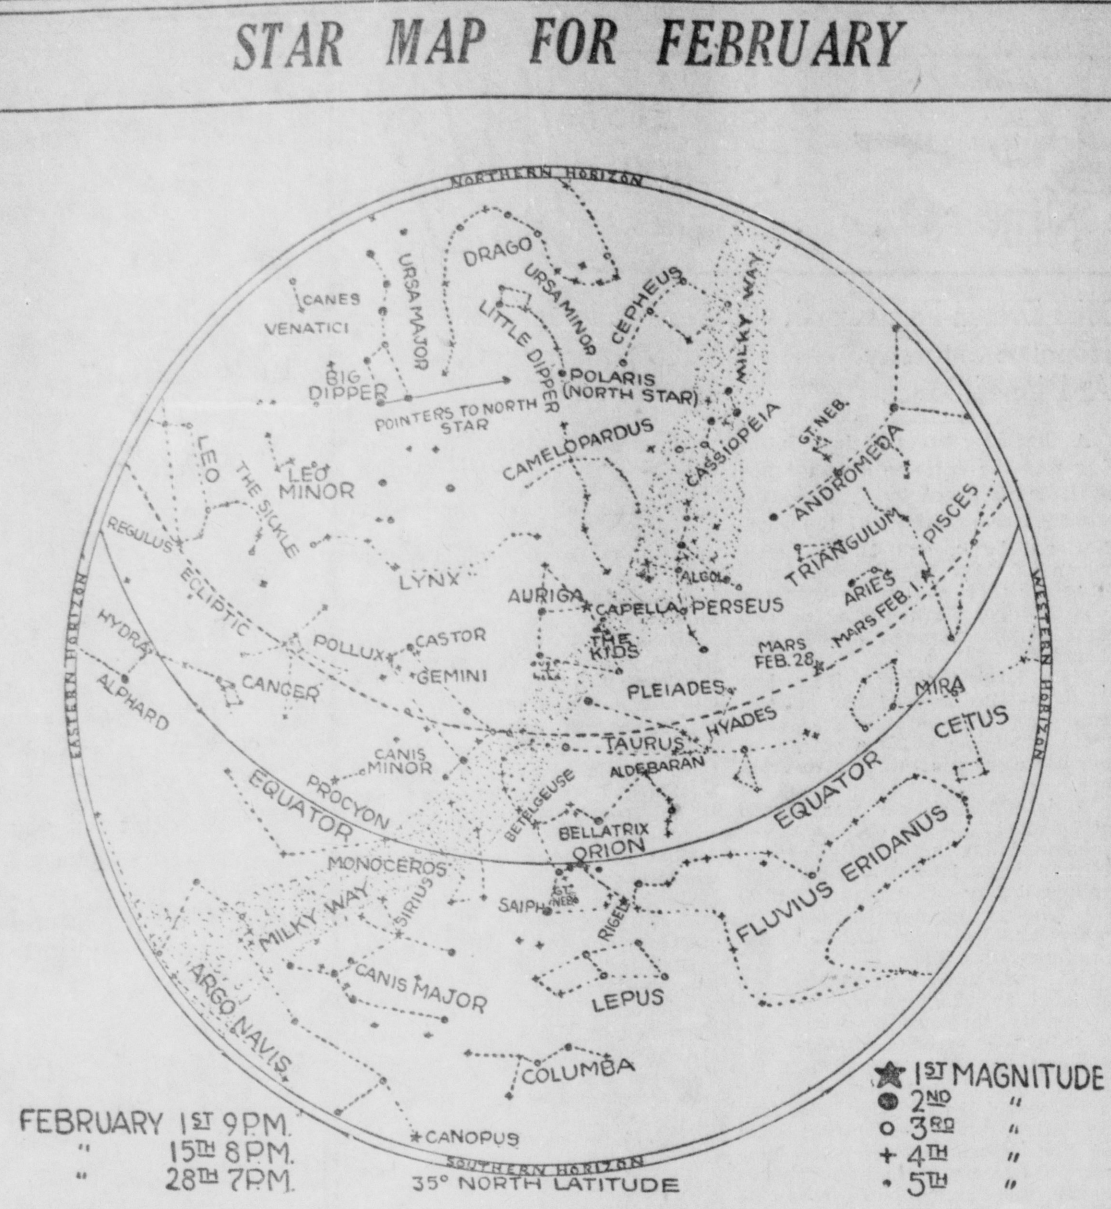 STAR MAP FOR FEBRUARY
NORTHERN HORIZON
DRAGO
URSA MAJOR
URSA MINOR
CEPHEUS
MILKY WAY
CANES
VENATICI
LITTLE DIPPER
BIG
DIPPER
POLARIS
(NORTH STAR)
POINTERS TO NORTH
STAR
CAMELOPARDUS
CASSIOPEIA
GT NEB.
ANDROMEDA
LEO
THE SICKLE
LEO
MINOR
PISCES
TRIANGULUM
REGULUS
LYNX
ALGOL
ARIES
ECLIPTIC
AURIGA
CAPELLA
PERSEUS
MARS FEB. 1
EASTERN HORIZON
WESTERN HORIZON
HYDRA
POLLUX
CASTOR
GEMINI
THE
KIDS
MARS
FEB. 28
ALPHARD
CANCER
PLEIADES
MIRA
CETUS
HYADES
TAURUS
CANIS
MINOR
ALDEBARAN
PROCYON
BETELGEUSE
EQUATOR
EQUATOR
BELLATRIX
ORION
MONOCEROS
FLUVIUS ERIDANUS
MILKY WAY
SIRIUS
SAIPH
GT
NEB
RIGEL
ARGO NAVIS
CANIS MAJOR
LEPUS
COLUMBA
CANOPUS
SOUTHERN HORIZON
35° NORTH LATITUDE
FEBRUARY 1ST 9 P.M.
" 15TH 8 P.M.
" 28TH 7 P.M.
1ST MAGNITUDE
2ND "
3RD "
4TH "
5TH "